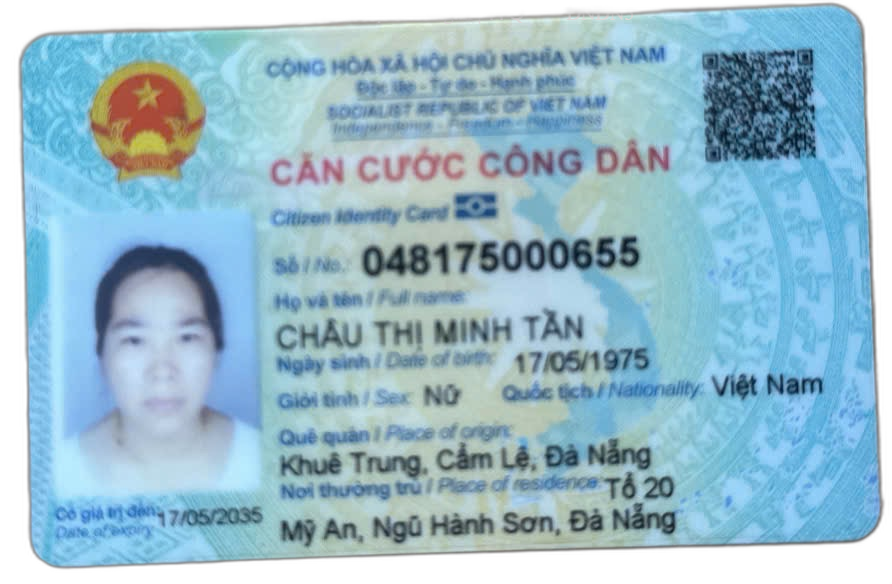 CỘNG HÒA XÃ HỘI CHỦ NGHĨA VIỆT NAM
Độc lập - Tự do - Hạnh phúc
SOCIALIST REPUBLIC OF VIET NAM
Independence - Freedom - Happiness
CĂN CƯỚC CÔNG DÂN
Citizen Identity Card
Số / No.: 048175000655
Họ và tên / Full name:
CHÂU THỊ MINH TẦN
Ngày sinh / Date of birth: 17/05/1975
Giới tính / Sex: Nữ Quốc tịch / Nationality: Việt Nam
Quê quán / Place of origin:
Khuê Trung, Cẩm Lệ, Đà Nẵng
Nơi thường trú / Place of residence: Tổ 20
Mỹ An, Ngũ Hành Sơn, Đà Nẵng
Có giá trị đến: 17/05/2035
Date of expiry